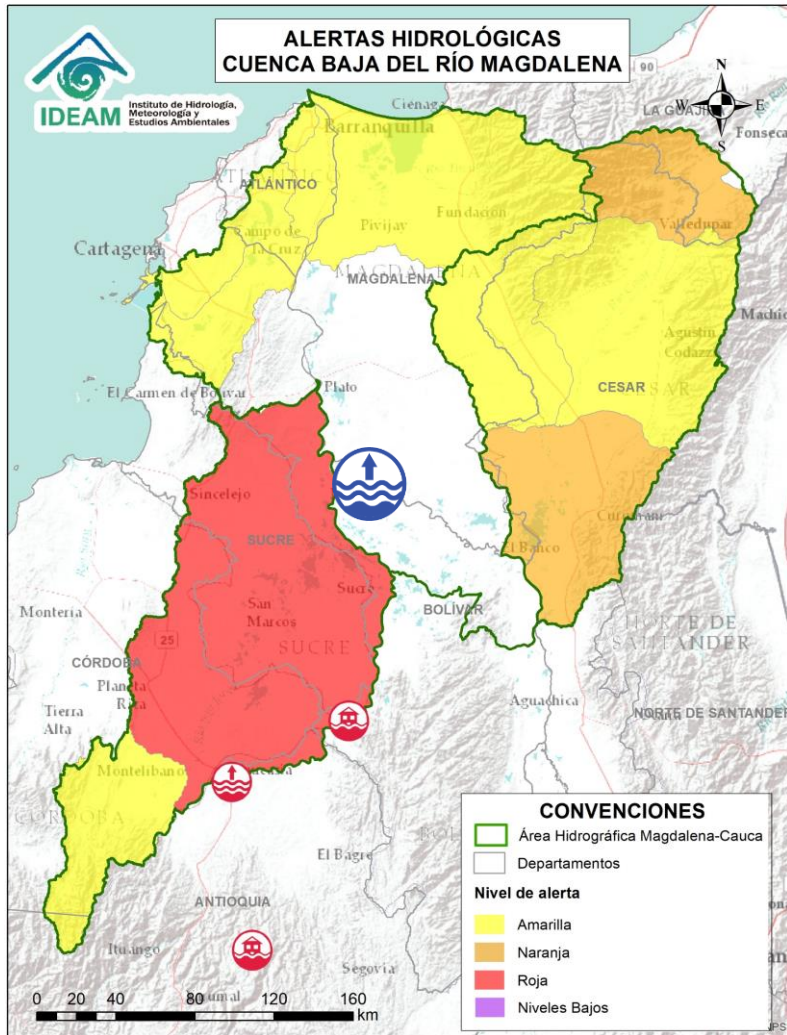 ALERTAS HIDROLÓGICAS
CUENCA BAJA DEL RÍO MAGDALENA
IDEAM
Instituto de Hidrología,
Meteorología y
Estudios Ambientales
N
W E
S
90
LA GUAJIRA
Fonseca
Ciénaga
Barranquilla
ATLÁNTICO
Campo de
la Cruz
Pivijay
Fundación
Valledupar
Cartagena
MAGDALENA
MAGDALENA
Agustín
Codazzi
CESAR
El Carmen de Bolívar
Plato
Sincelejo
SUCRE
Sucre
San
Marcos
SUCRE
El Banco
BOLÍVAR
NORTE DE
SANTANDER
Montería
25
CÓRDOBA
Planeta
Rica
Tierra
Alta
Aguachica
NORTE DE SANTANDER
Montelíbano
CÓRDOBA
El Bagre
ANTIOQUIA
Ituango
Segovia
CONVENCIONES
Área Hidrográfica Magdalena-Cauca
Departamentos
Nivel de alerta
Amarilla
Naranja
Roja
Niveles Bajos
0 20 40 80 120 160
km